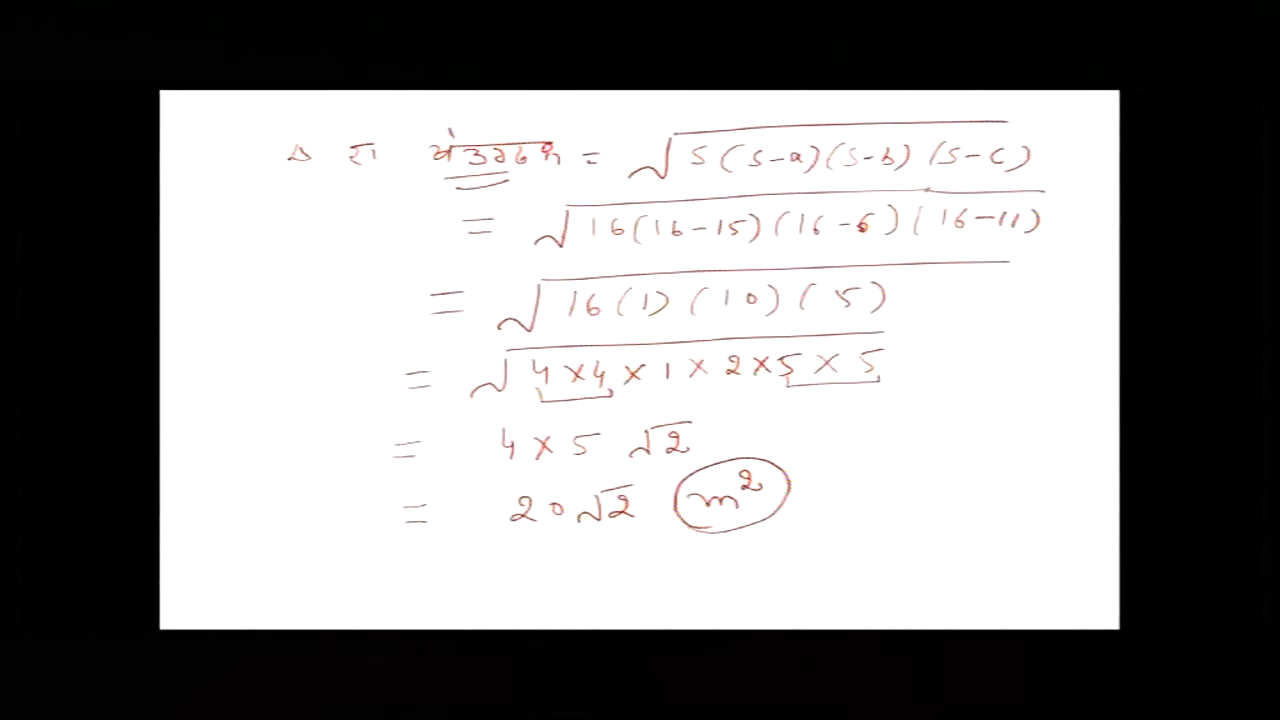 Δ दा क्षेत्रफल = √s(s-a)(s-b)(s-c)
= √16(16-15)(16-6)(16-11)
= √16(1)(10)(5)
= √4×4×1×2×5×5
= 4×5 √2
= 20√2 m²